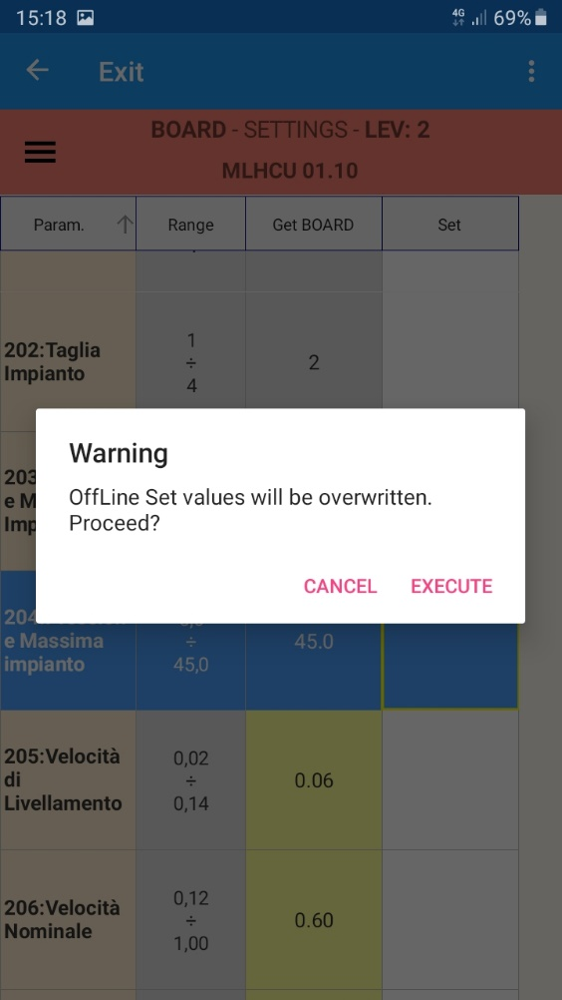 15:18 4G 69%
Exit
BOARD - SETTINGS - LEV: 2
MLHCU 01.10
Param. Range Get BOARD Set
202:Taglia
Impianto
1
÷
4
2
Warning
OffLine Set values will be overwritten.
Proceed?
CANCEL EXECUTE
203
e M
Imp
204
e Massima
impianto
÷
45,0
45.0
205:Velocità
di
Livellamento
0,02
÷
0,14
0.06
206:Velocità
Nominale
0,12
÷
1,00
0.60